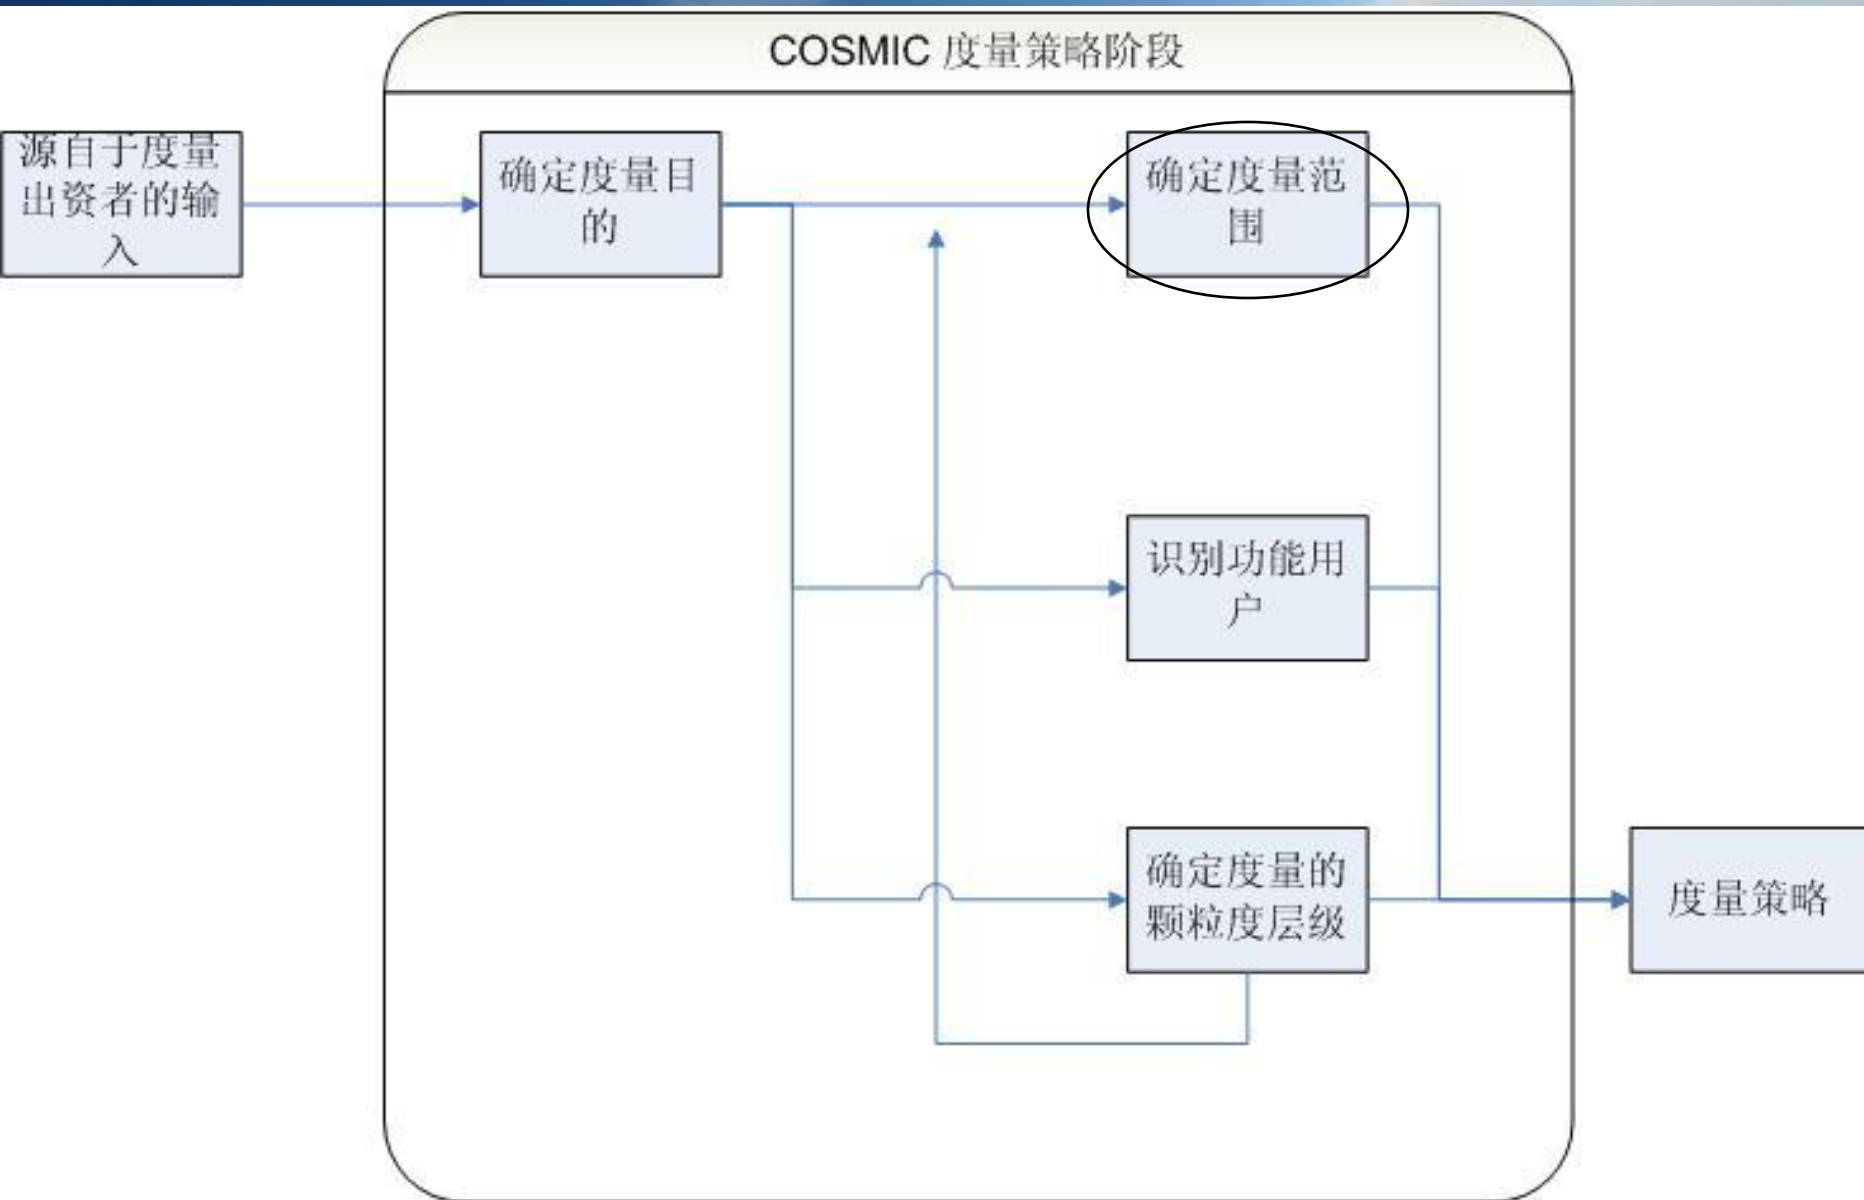 COSMIC 度量策略阶段
源自于度量
出资者的输
入
确定度量目
的
确定度量范
围
识别功能用
户
确定度量的
颗粒度层级
度量策略